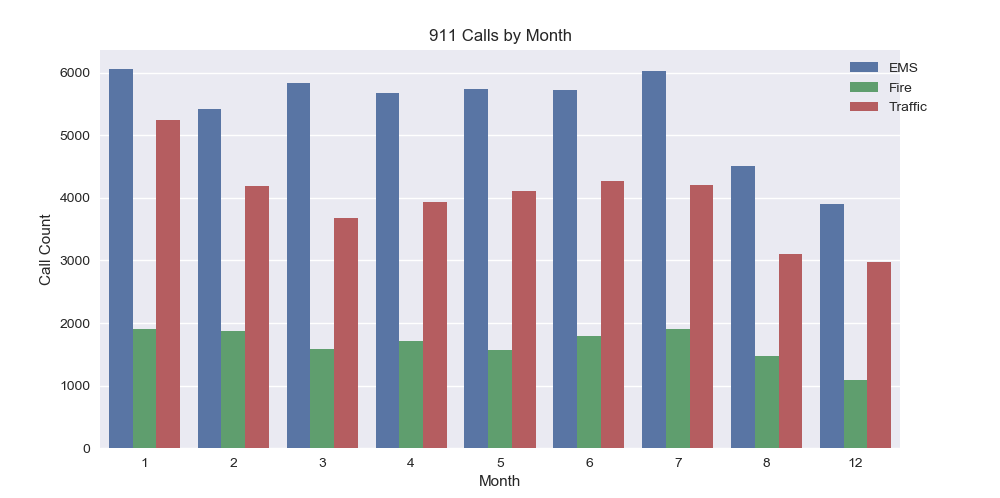 911 Calls by Month
EMS
Fire
Traffic
6000
5000
4000
3000
2000
1000
0
Call Count
1 2 3 4 5 6 7 8 12
Month